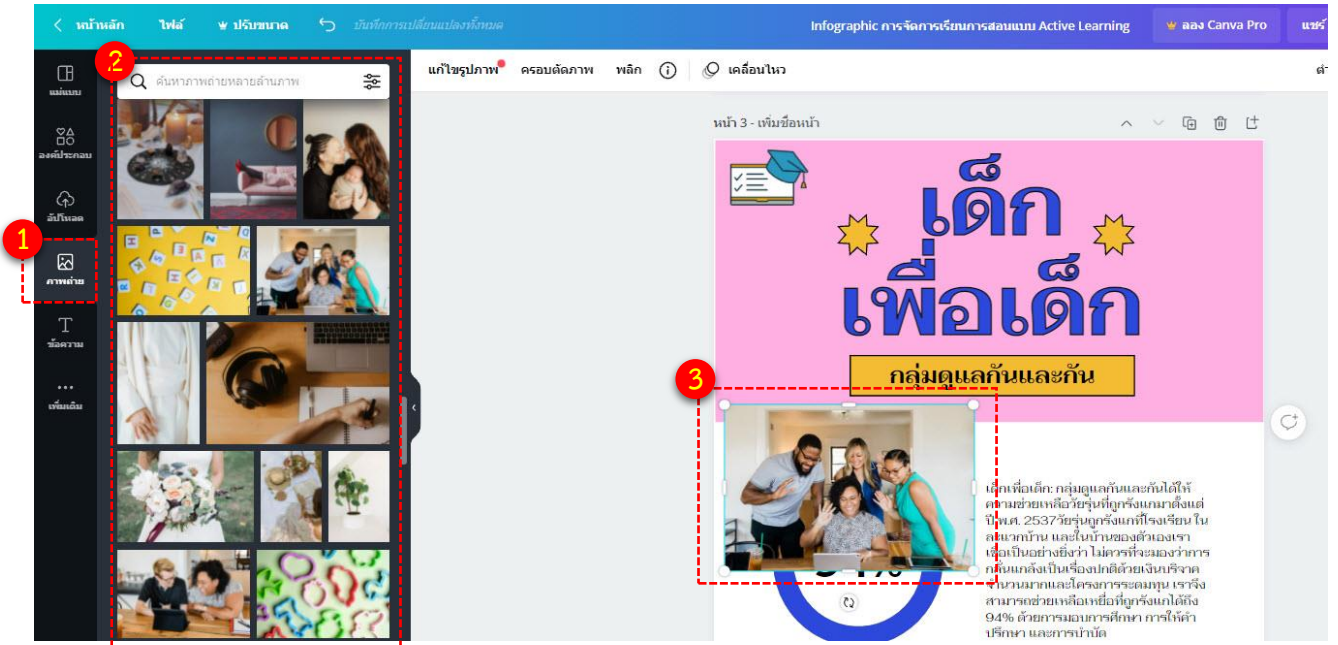 หน้าหลัก ไฟล์ ปรับขนาด บันทึกการเปลี่ยนแปลงทั้งหมด Infographic การจัดการเรียนการสอนแบบ Active Learning ลอง Canva Pro แชร์
2
แม่แบบ
ค้นหาภาพถ่ายหลายล้านภาพ
แก้ไขรูปภาพ ครอบตัดภาพ พลิก เคลื่อนไหว
องค์ประกอบ
อัปโหลด
1
ภาพถ่าย
ข้อความ
เพิ่มเติม
หน้า 3 - เพิ่มชื่อหน้า
เด็ก
เพื่อเด็ก
กลุ่มดูแลกันและกัน
3
เด็กเพื่อเด็ก: กลุ่มดูแลกันและกันได้ให้
ความช่วยเหลือวัยรุ่นที่ถูกรังแกมาตั้งแต่
ปีพ.ศ. 2537วัยรุ่นถูกรังแกที่โรงเรียน ใน
ละแวกบ้าน และในบ้านของตัวเองเรา
เชื่อเป็นอย่างยิ่งว่า ไม่ควรที่จะมองว่าการ
กลั่นแกล้งเป็นเรื่องปกติด้วยเงินบริจาค
จำนวนมากและโครงการระดมทุน เราจึง
สามารถช่วยเหลือเหยื่อที่ถูกรังแกได้ถึง
94% ด้วยการมอบการศึกษา การให้คำ
ปรึกษา และการบำบัด